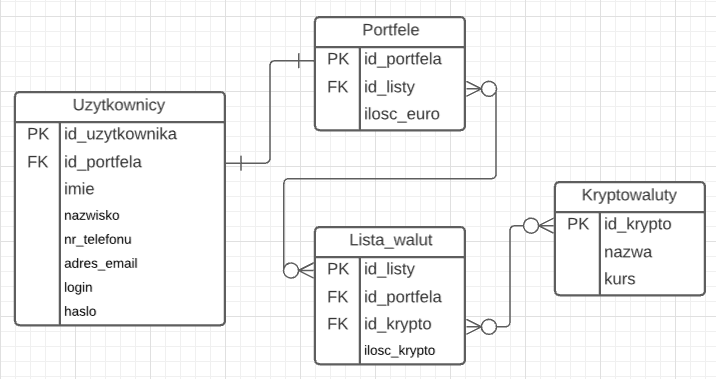 Portfele
PK id_portfela
FK id_listy
ilosc_euro
Uzytkownicy
PK id_uzytkownika
FK id_portfela
imie
nazwisko
nr_telefonu
adres_email
login
haslo
Kryptowaluty
PK id_krypto
nazwa
kurs
Lista_walut
PK id_listy
FK id_portfela
FK id_krypto
ilosc_krypto